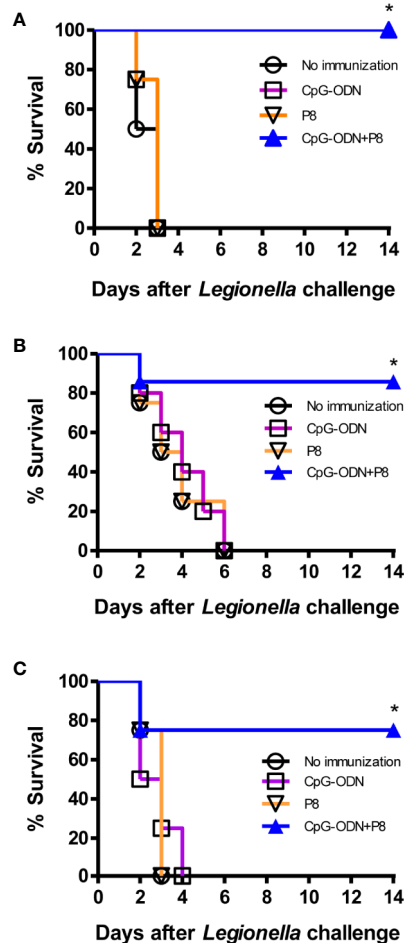 A
*
100
80
60
40
20
0
% Survival
No immunization
CpG-ODN
P8
CpG-ODN+P8
0 2 4 6 8 10 12 14
Days after Legionella challenge
B
*
100
80
60
40
20
0
% Survival
No immunization
CpG-ODN
P8
CpG-ODN+P8
0 2 4 6 8 10 12 14
Days after Legionella challenge
C
*
100
80
60
40
20
0
% Survival
No immunization
CpG-ODN
P8
CpG-ODN+P8
0 2 4 6 8 10 12 14
Days after Legionella challenge